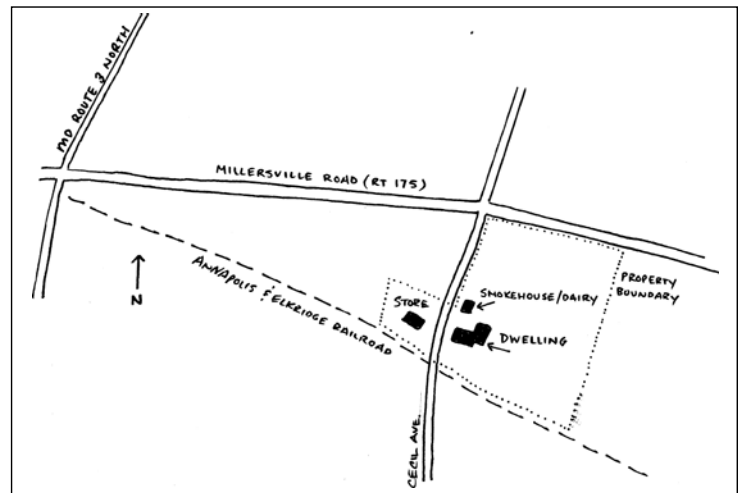 MD ROUTE 3 NORTH
MILLERSVILLE ROAD (RT 175)
N
ANNAPOLIS & ELKRIDGE RAILROAD
STORE
SMOKEHOUSE/DAIRY
PROPERTY
BOUNDARY
DWELLING
CECIL AVE.